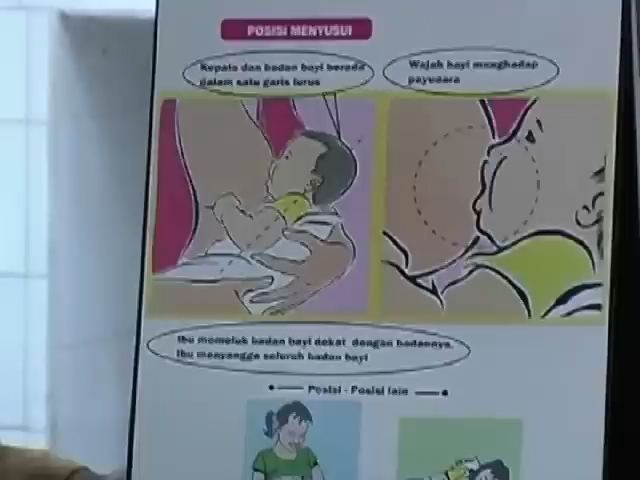 POSISI MENYUSUI
Kepala dan badan bayi berada
dalam satu garis lurus
Wajah bayi menghadap
payudara
Ibu memeluk badan bayi dekat dengan badannya.
Ibu menyangga seluruh badan bayi
Posisi - Posisi lain